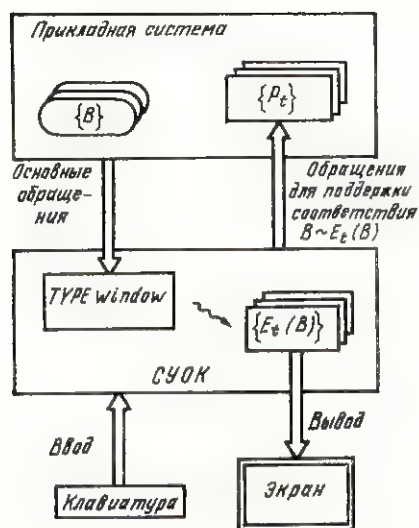 Прикладная система
{B}
{P_t}
Основные
обраще-
ния
Обращения
для поддержки
соответствия
B~E_t(B)
TYPE window
{E_t(B)}
СУОК
Ввод
Вывод
Клавиатура
Экран